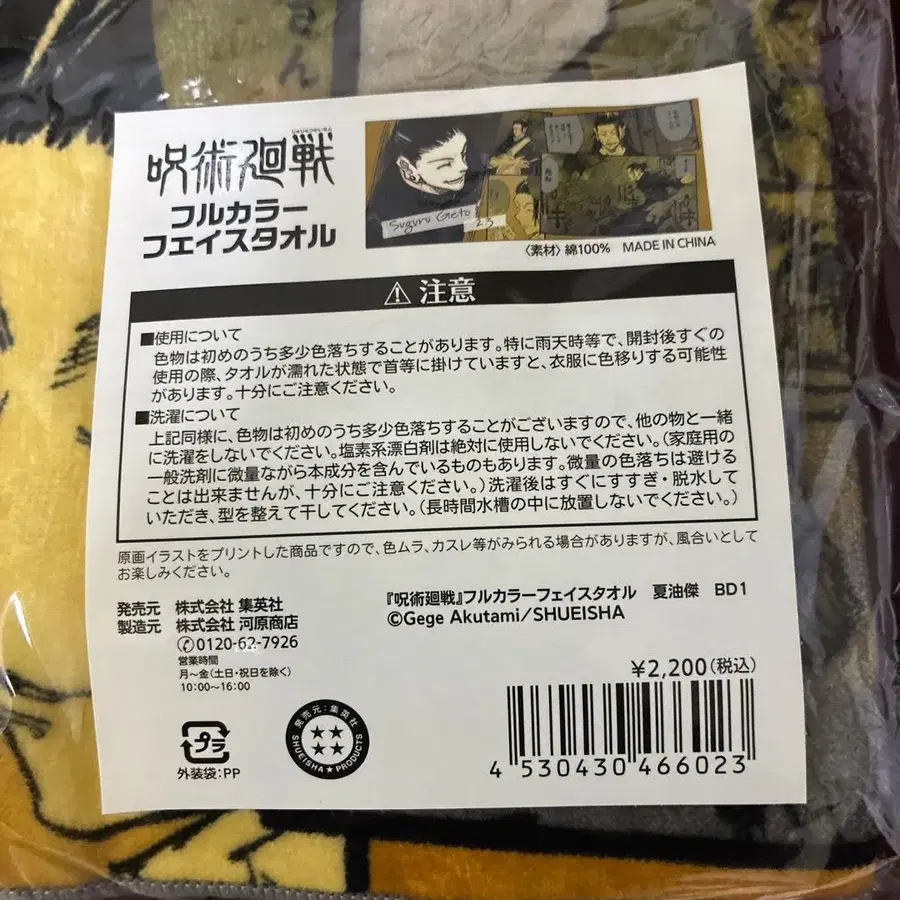 さん
じゅじゅつかいせん
呪術廻戦
フルカラー
フェイスタオル
Suguru Geto
〈素材〉綿100% MADE IN CHINA
⚠ 注意
■使用について
色物は初めのうち多少色落ちすることがあります。特に雨天時等で、開封後すぐの
使用の際、タオルが濡れた状態で首等に掛けていますと、衣服に色移りする可能性
があります。十分にご注意ください。
■洗濯について
上記同様に、色物は初めのうち多少色落ちすることがございますので、他の物と一緒
に洗濯をしないでください。塩素系漂白剤は絶対に使用しないでください。（家庭用の
一般洗剤に微量ながら本成分を含んでいるものもあります。微量の色落ちは避ける
ことは出来ませんが、十分にご注意ください。）洗濯後はすぐにすすぎ・脱水して
いただき、型を整えて干してください。（長時間水槽の中に放置しないでください。）
原画イラストをプリントした商品ですので、色ムラ、カスレ等がみられる場合がありますが、風合いとして
お楽しみください。
発売元 株式会社 集英社
製造元 株式会社 河原商店
0120-62-7926
営業時間
月～金（土日・祝日を除く）
10:00～16:00
『呪術廻戦』フルカラーフェイスタオル 夏油傑 BD1
©Gege Akutami/SHUEISHA
¥2,200（税込）
プラ
外装袋：PP
発売元：集英社
SHUEISHA★PRODUCTS
4 530430 466023